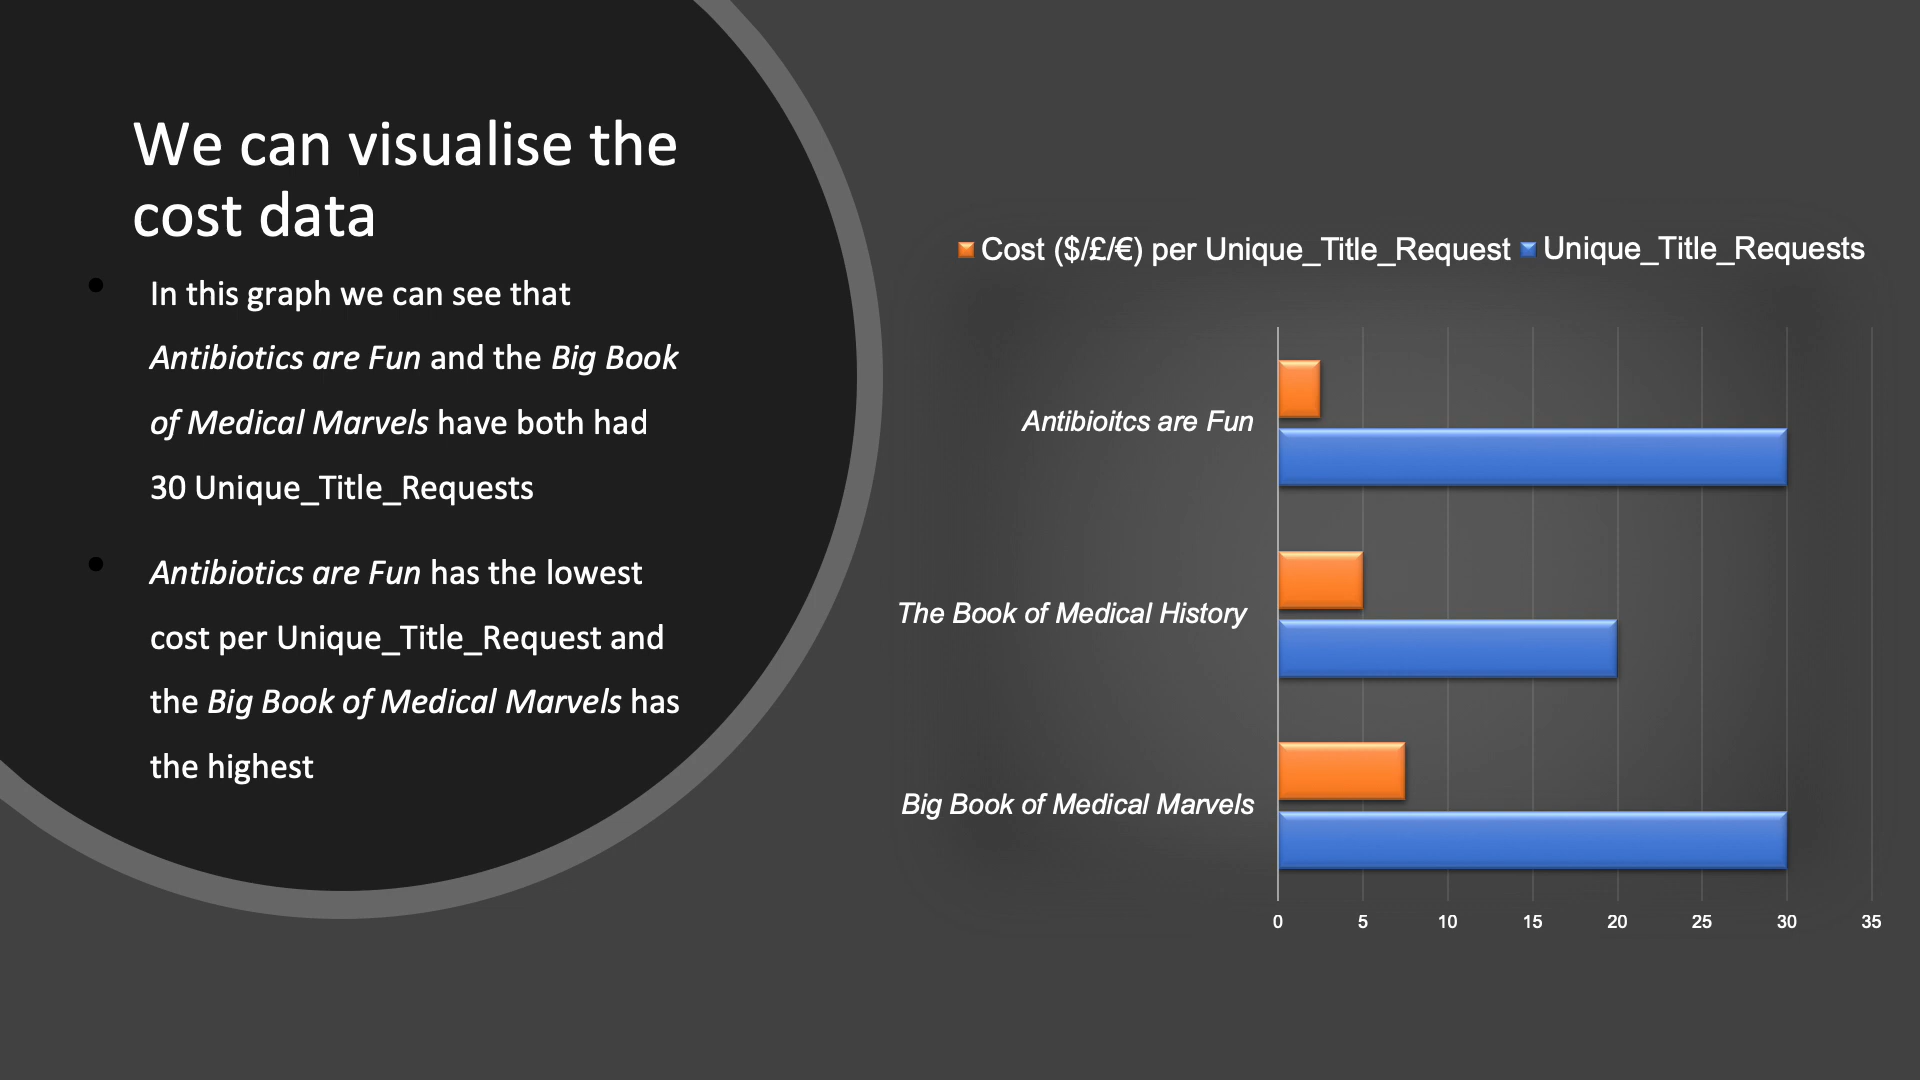 We can visualise the
cost data
In this graph we can see that
Antibiotics are Fun and the Big Book
of Medical Marvels have both had
30 Unique_Title_Requests
Antibiotics are Fun has the lowest
cost per Unique_Title_Request and
the Big Book of Medical Marvels has
the highest
Cost ($/£/€) per Unique_Title_Request Unique_Title_Requests
Antibioitcs are Fun
The Book of Medical History
Big Book of Medical Marvels
0 5 10 15 20 25 30 35